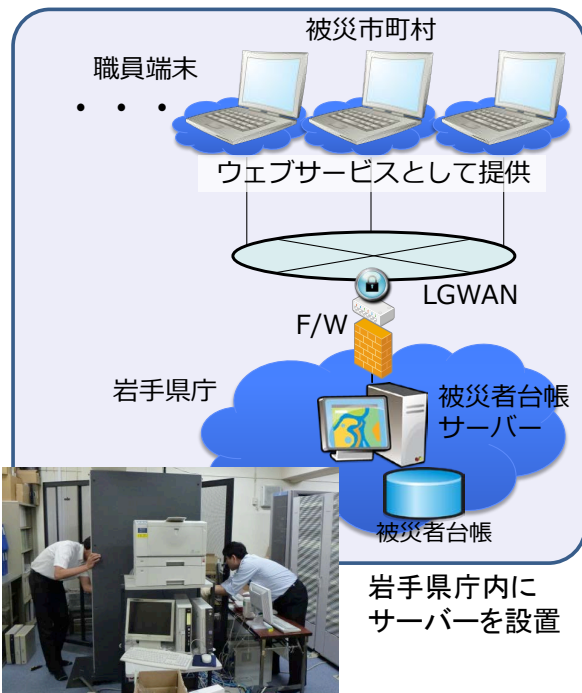 被災市町村
職員端末
・・・
ウェブサービスとして提供
LGWAN
F/W
岩手県庁
被災者台帳
サーバー
被災者台帳
岩手県庁内に
サーバーを設置